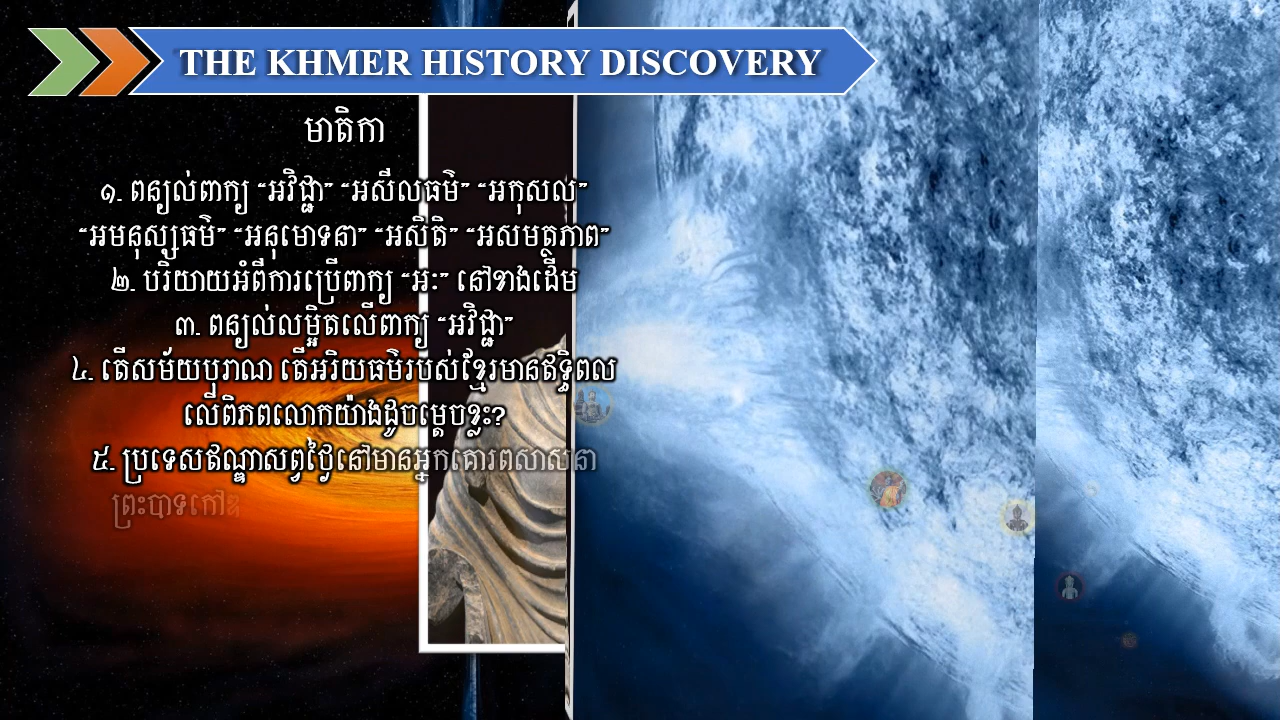 THE KHMER HISTORY DISCOVERY
មាតិកា
១. ពន្យល់ពាក្យ “អវិជ្ជា” “អសីលធម៌” “អកុសល”
“អមនុស្សធម៌” “អនុមោទនា” “អសិតិ” “អសមត្ថភាព”
២. បរិយាយអំពីការប្រើពាក្យ “អៈ” នៅខាងដើម
៣. ពន្យល់លម្អិតលើពាក្យ “អវិជ្ជា”
៤. តើសម័យបុរាណ តើអរិយធម៌របស់ខ្មែរមានឥទ្ធិពល
លើពិភពលោកយ៉ាងដូចម្ដេចខ្លះ?
៥. ប្រទេសឥណ្ឌាសព្វថ្ងៃនៅមានអ្នកគោរពសាសនា
ព្រះបាទកៅ